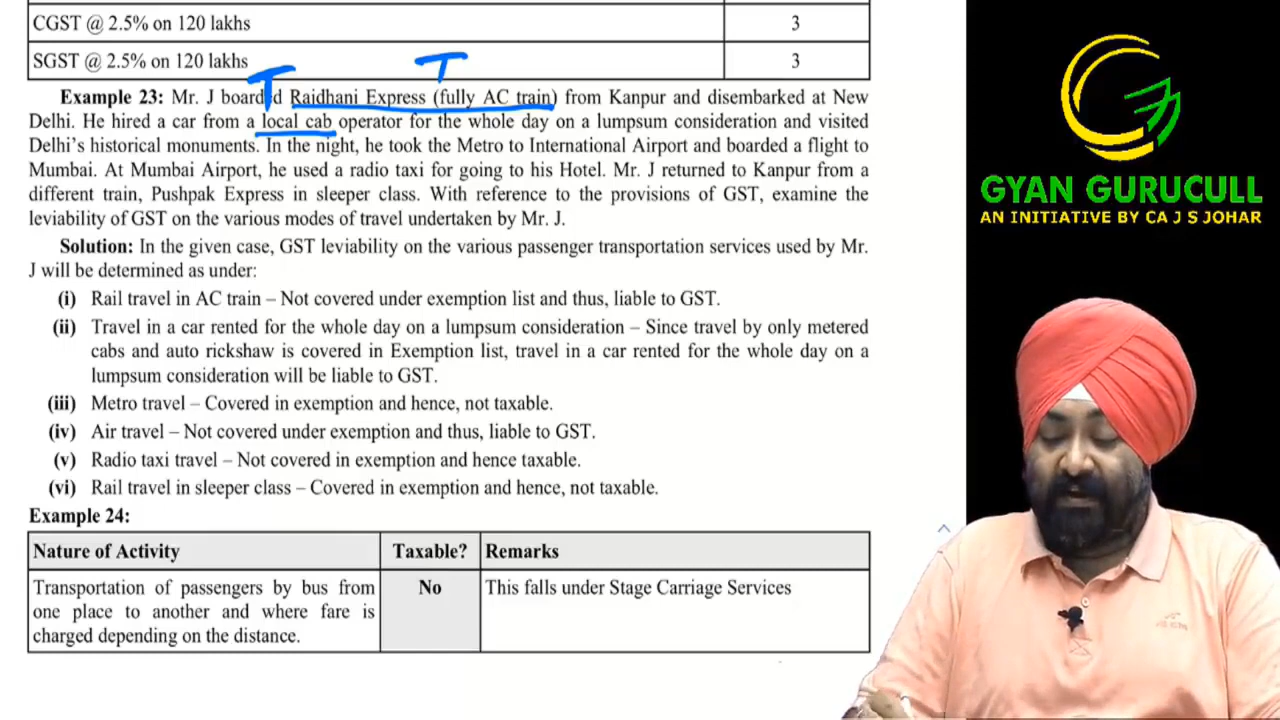 CGST @ 2.5% on 120 lakhs 3
SGST @ 2.5% on 120 lakhs 3
T T
Example 23: Mr. J boarded Rajdhani Express (fully AC train) from Kanpur and disembarked at New
Delhi. He hired a car from a local cab operator for the whole day on a lumpsum consideration and visited
Delhi's historical monuments. In the night, he took the Metro to International Airport and boarded a flight to
Mumbai. At Mumbai Airport, he used a radio taxi for going to his Hotel. Mr. J returned to Kanpur from a
different train, Pushpak Express in sleeper class. With reference to the provisions of GST, examine the
leviability of GST on the various modes of travel undertaken by Mr. J.
Solution: In the given case, GST leviability on the various passenger transportation services used by Mr.
J will be determined as under:
(i) Rail travel in AC train – Not covered under exemption list and thus, liable to GST.
(ii) Travel in a car rented for the whole day on a lumpsum consideration – Since travel by only metered
cabs and auto rickshaw is covered in Exemption list, travel in a car rented for the whole day on a
lumpsum consideration will be liable to GST.
(iii) Metro travel – Covered in exemption and hence, not taxable.
(iv) Air travel – Not covered under exemption and thus, liable to GST.
(v) Radio taxi travel – Not covered in exemption and hence taxable.
(vi) Rail travel in sleeper class – Covered in exemption and hence, not taxable.
Example 24:
Nature of Activity Taxable? Remarks
Transportation of passengers by bus from No This falls under Stage Carriage Services
one place to another and where fare is
charged depending on the distance.
GYAN GURUCULL
AN INITIATIVE BY CA J S JOHAR